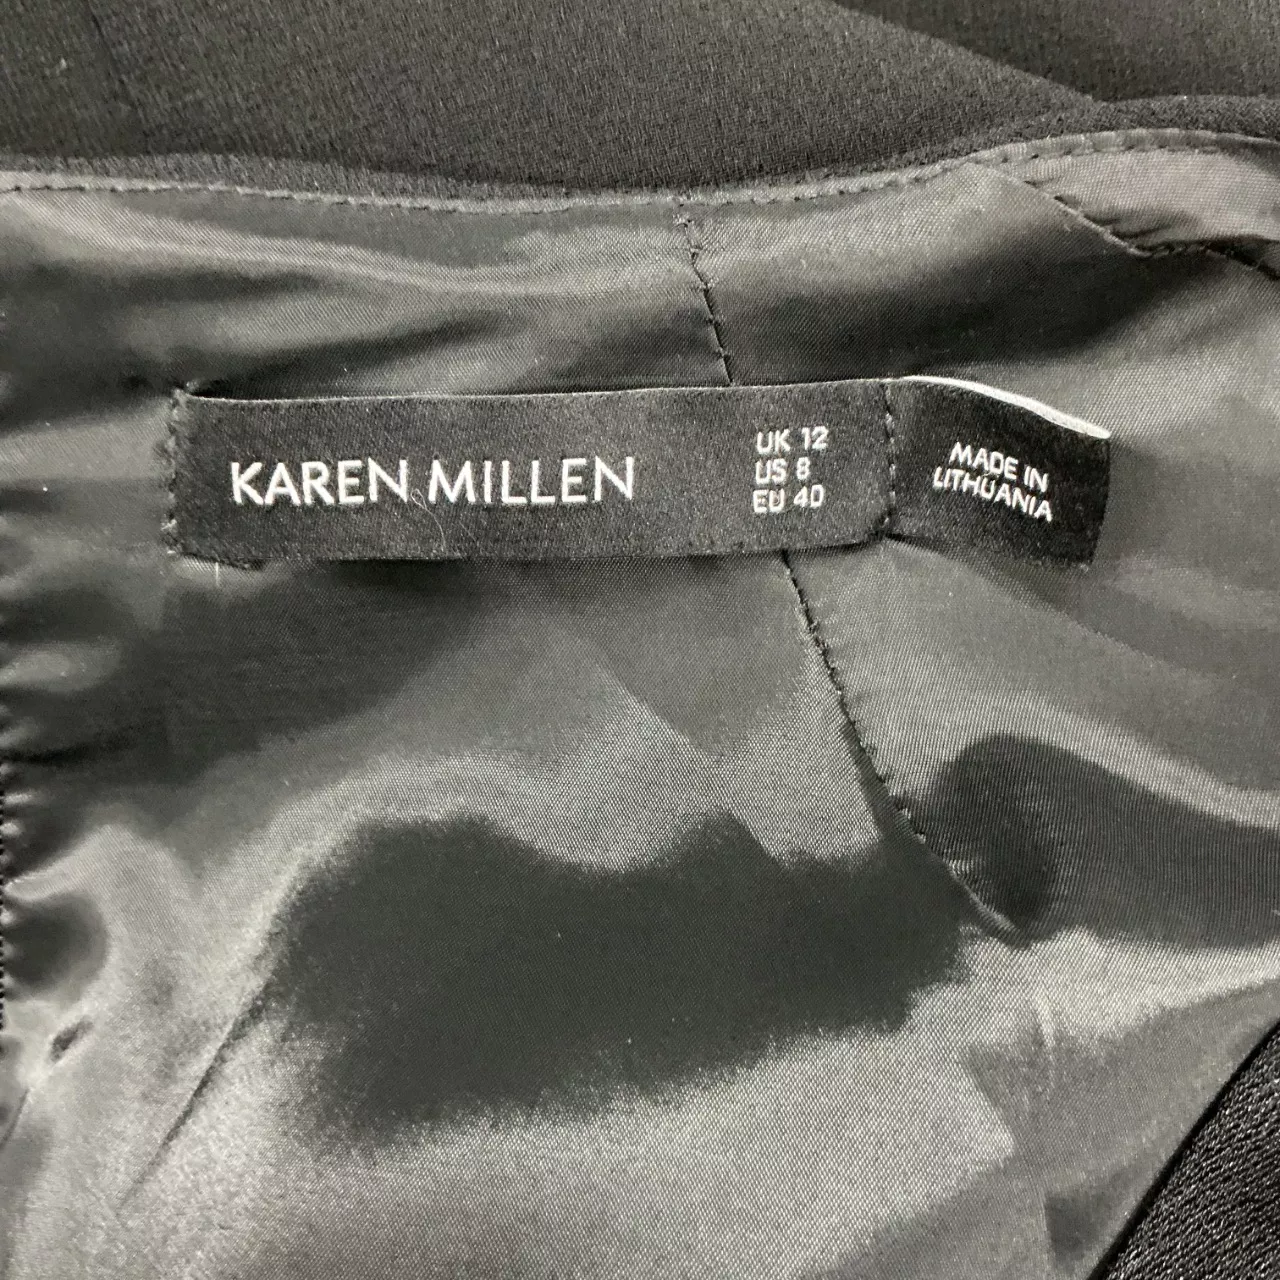 KAREN MILLEN
UK 12
US 8
EU 40
MADE IN
LITHUANIA